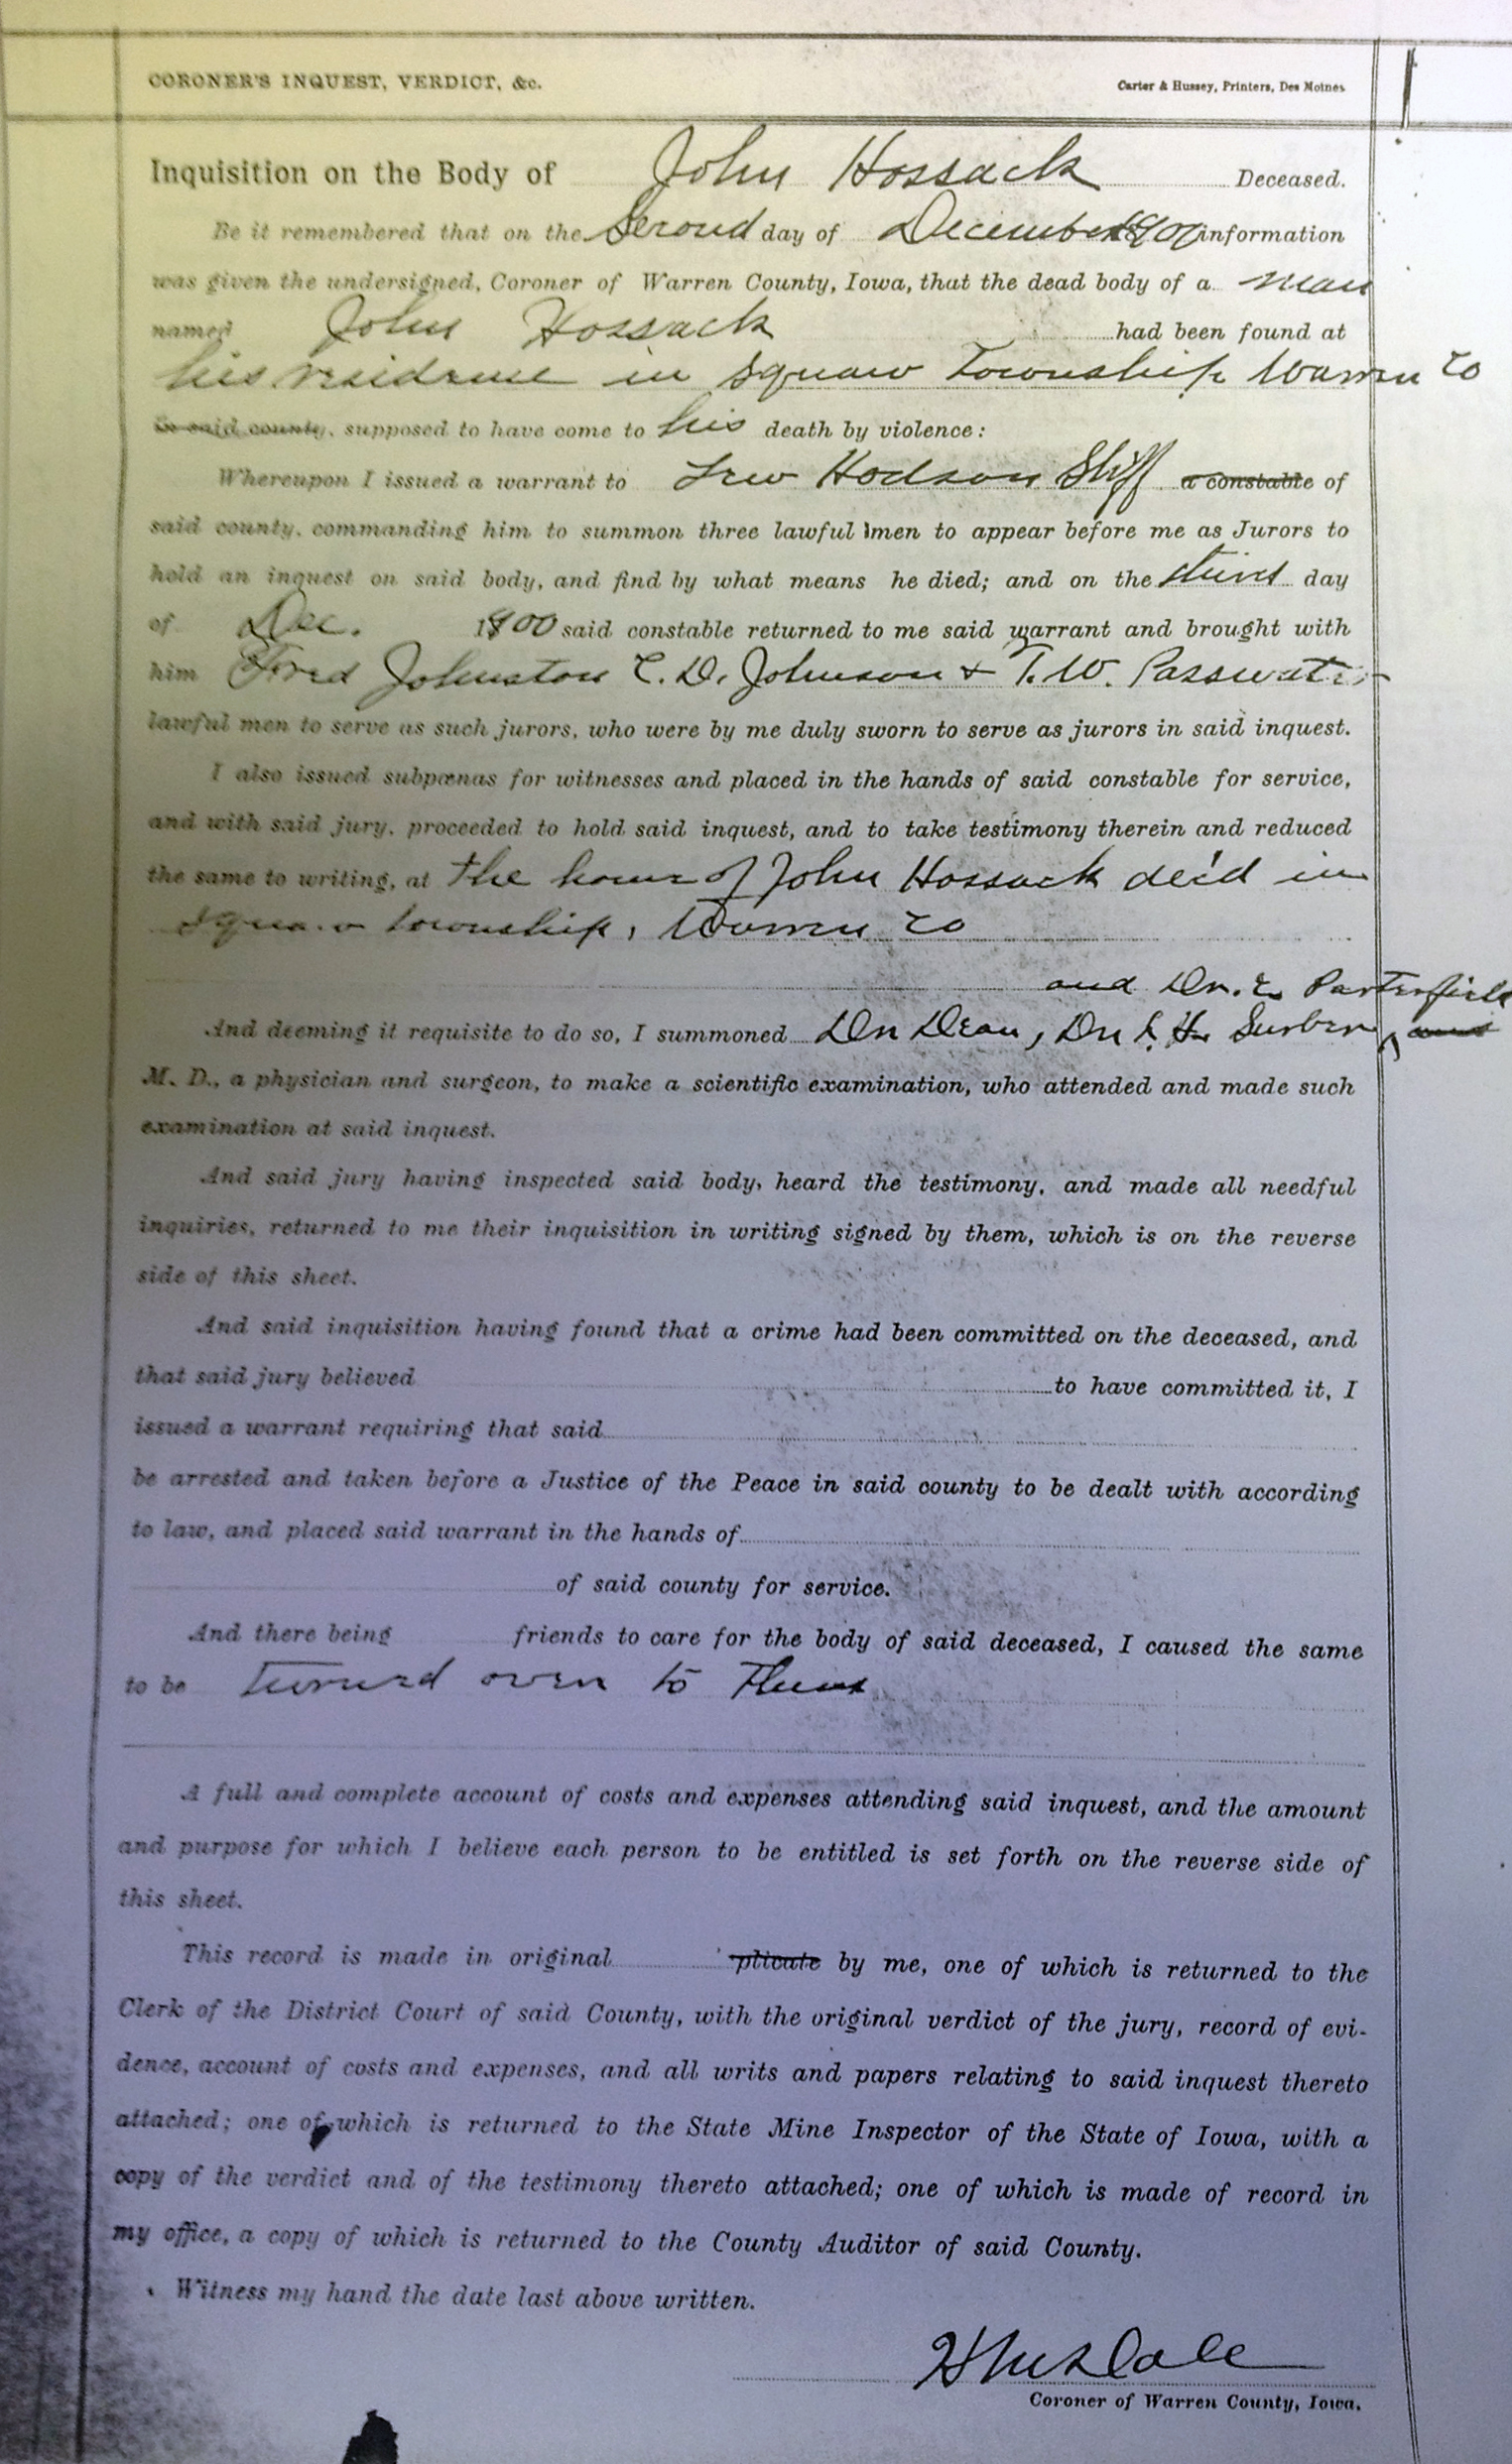 CORONER'S INQUEST, VERDICT, &c. Carter & Hussey, Printers, Des Moines
Inquisition on the Body of John Hossack Deceased.
Be it remembered that on the Second day of December 1900 information
was given the undersigned, Coroner of Warren County, Iowa, that the dead body of a man
named John Hossack had been found at
his residence in Squaw Township Warren Co
in said county, supposed to have come to his death by violence:
Whereupon I issued a warrant to Lew Hodson Shff a constable of
said county, commanding him to summon three lawful men to appear before me as Jurors to
hold an inquest on said body, and find by what means he died; and on the third day
of Dec. 1900 said constable returned to me said warrant and brought with
him Fred Johnston C. D. Johnson & T. W. Passwater
lawful men to serve as such jurors, who were by me duly sworn to serve as jurors in said inquest.
I also issued subpœnas for witnesses and placed in the hands of said constable for service,
and with said jury, proceeded to hold said inquest, and to take testimony therein and reduced
the same to writing, at the home of John Hossack dec'd in
Squaw township, Warren Co
and Dr. E Porterfield
And deeming it requisite to do so, I summoned Dr Dean, Dr L. H. Surber, and
M. D., a physician and surgeon, to make a scientific examination, who attended and made such
examination at said inquest.
And said jury having inspected said body, heard the testimony, and made all needful
inquiries, returned to me their inquisition in writing signed by them, which is on the reverse
side of this sheet.
And said inquisition having found that a crime had been committed on the deceased, and
that said jury believed to have committed it, I
issued a warrant requiring that said
be arrested and taken before a Justice of the Peace in said county to be dealt with according
to law, and placed said warrant in the hands of
of said county for service.
And there being friends to care for the body of said deceased, I caused the same
to be turned over to them
A full and complete account of costs and expenses attending said inquest, and the amount
and purpose for which I believe each person to be entitled is set forth on the reverse side of
this sheet.
This record is made in original plicate by me, one of which is returned to the
Clerk of the District Court of said County, with the original verdict of the jury, record of evi-
dence, account of costs and expenses, and all writs and papers relating to said inquest thereto
attached; one of which is returned to the State Mine Inspector of the State of Iowa, with a
copy of the verdict and of the testimony thereto attached; one of which is made of record in
my office, a copy of which is returned to the County Auditor of said County.
Witness my hand the date last above written.
Coroner of Warren County, Iowa.